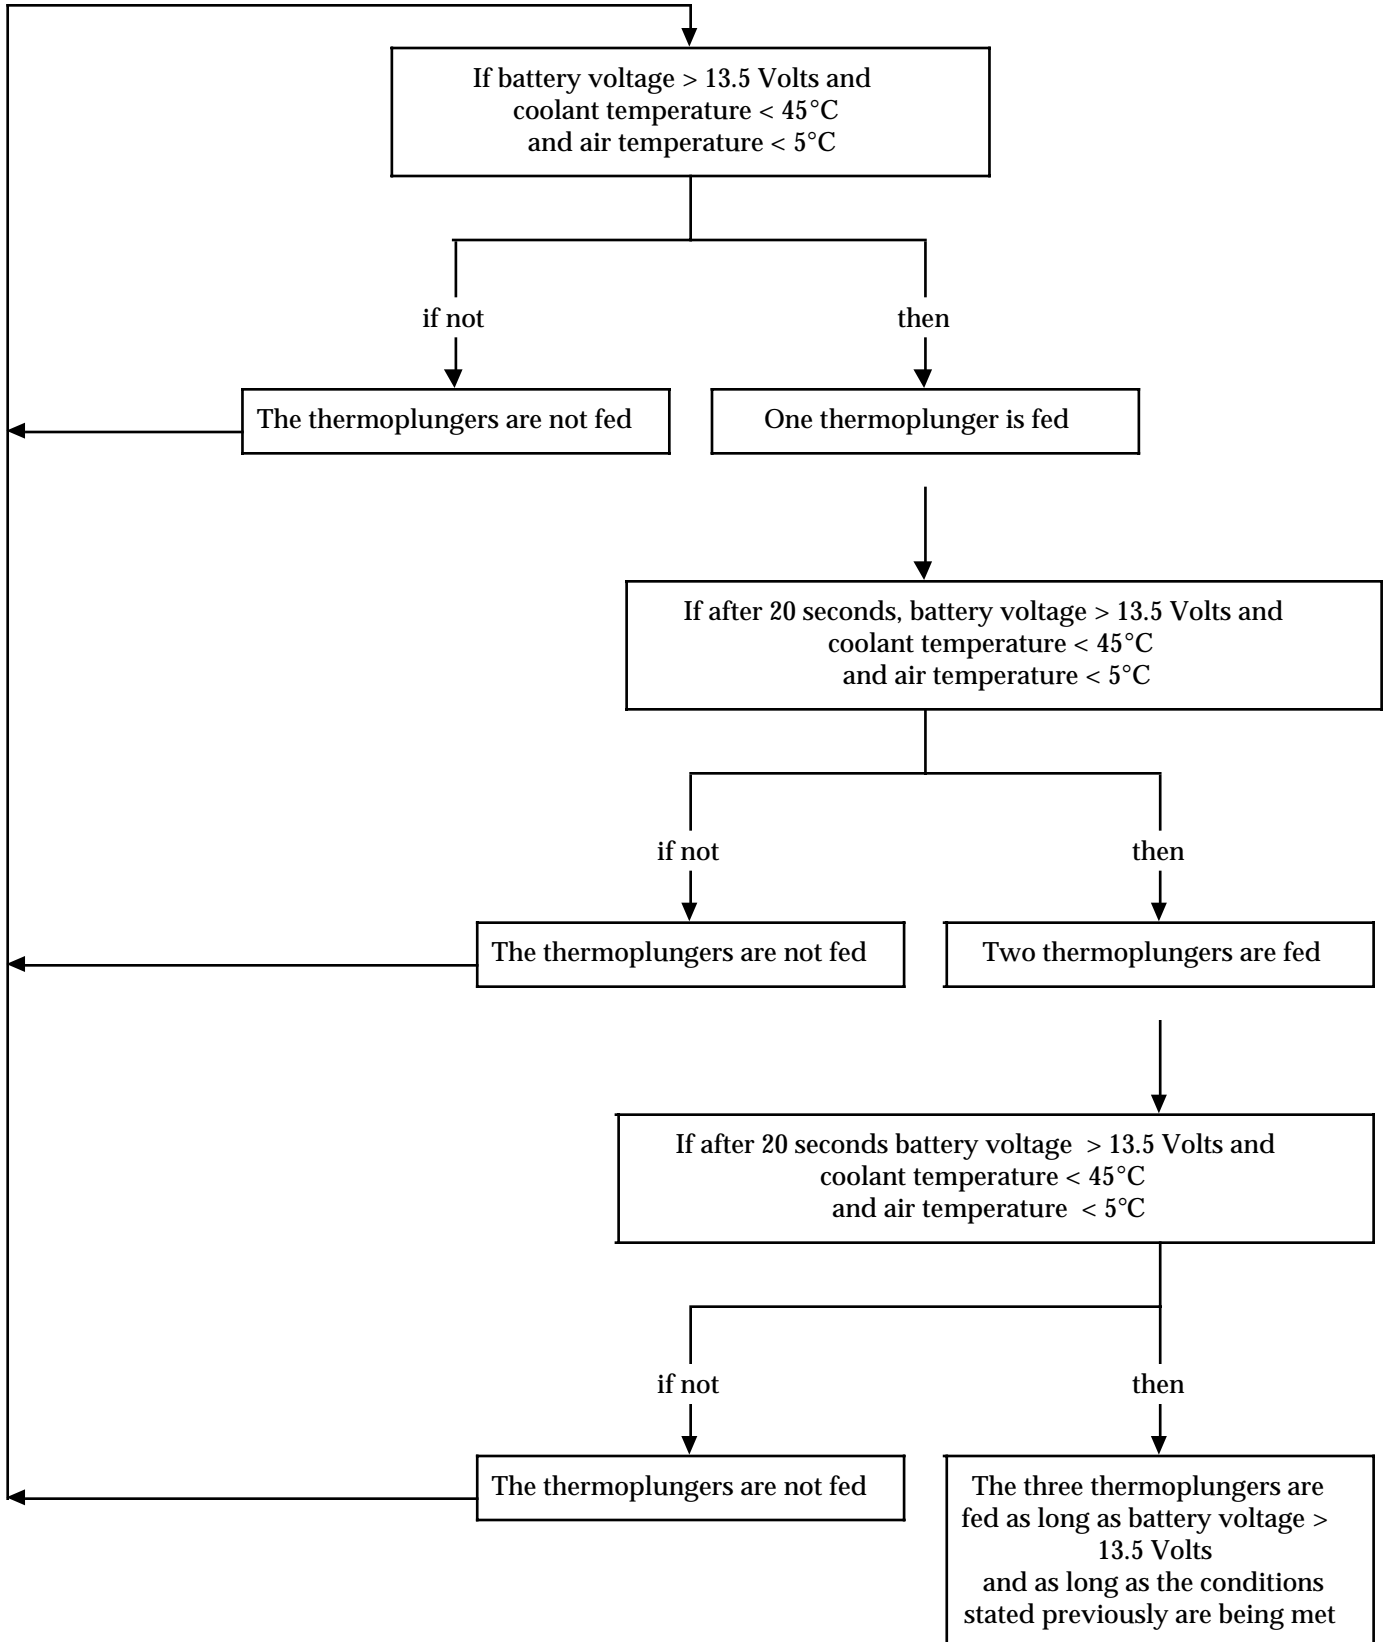 If battery voltage > 13.5 Volts and
coolant temperature < 45°C
and air temperature < 5°C
if not
then
The thermoplungers are not fed
One thermoplunger is fed
If after 20 seconds, battery voltage > 13.5 Volts and
coolant temperature < 45°C
and air temperature < 5°C
if not
then
The thermoplungers are not fed
Two thermoplungers are fed
If after 20 seconds battery voltage > 13.5 Volts and
coolant temperature < 45°C
and air temperature < 5°C
if not
then
The thermoplungers are not fed
The three thermoplungers are
fed as long as battery voltage >
13.5 Volts
and as long as the conditions
stated previously are being met